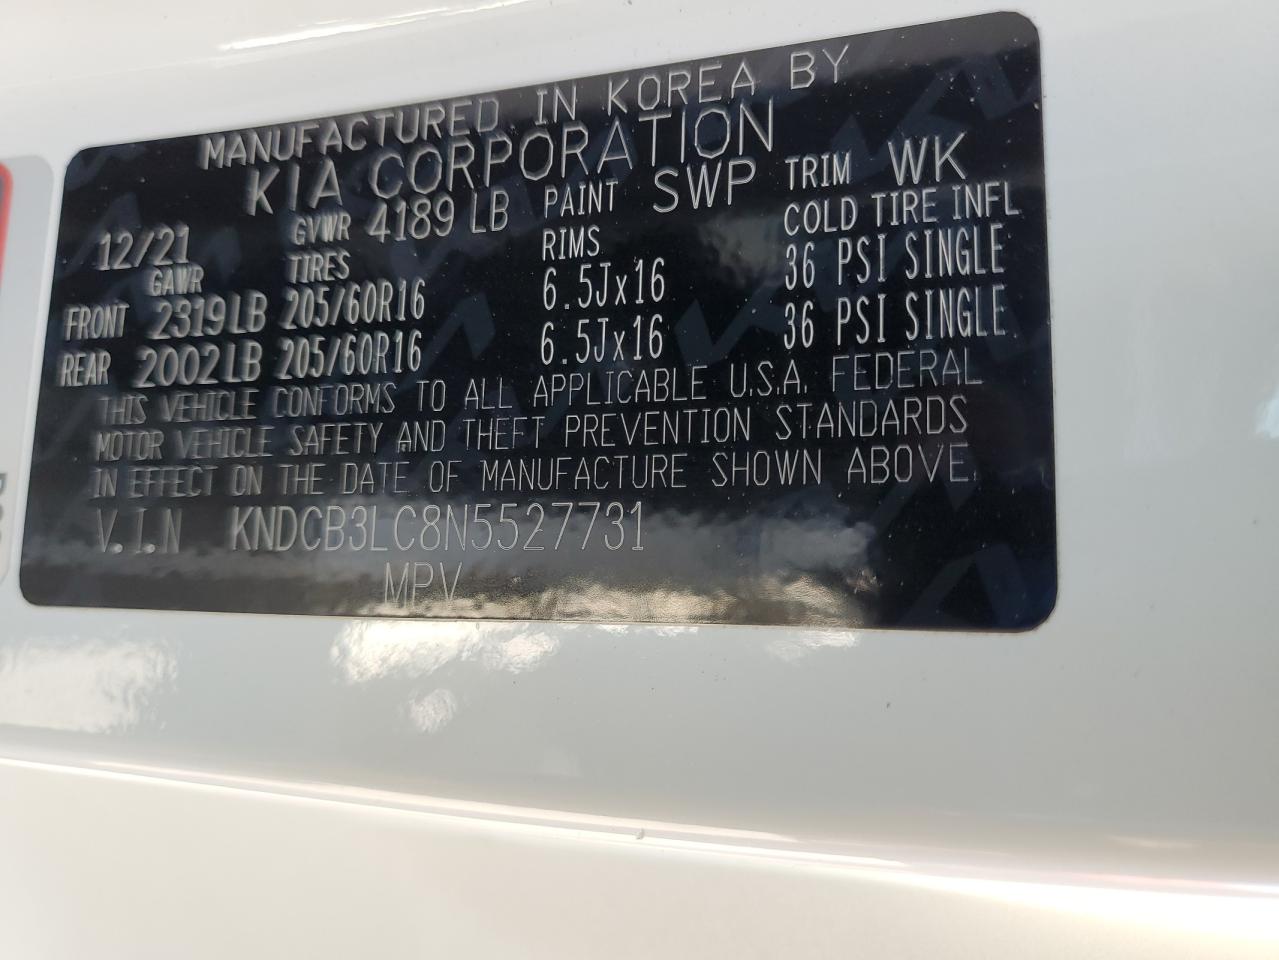 MANUFACTURED IN KOREA BY
KIA CORPORATION
12/21 GVWR 4189 LB PAINT SWP TRIM WK
GAWR TIRES RIMS COLD TIRE INFL
FRONT 2319LB 205/60R16 6.5Jx16 36 PSI SINGLE
REAR 2002LB 205/60R16 6.5Jx16 36 PSI SINGLE
THIS VEHICLE CONFORMS TO ALL APPLICABLE U.S.A. FEDERAL
MOTOR VEHICLE SAFETY AND THEFT PREVENTION STANDARDS
IN EFFECT ON THE DATE OF MANUFACTURE SHOWN ABOVE.
V.I.N KNDCB3LC8N5527731
MPV